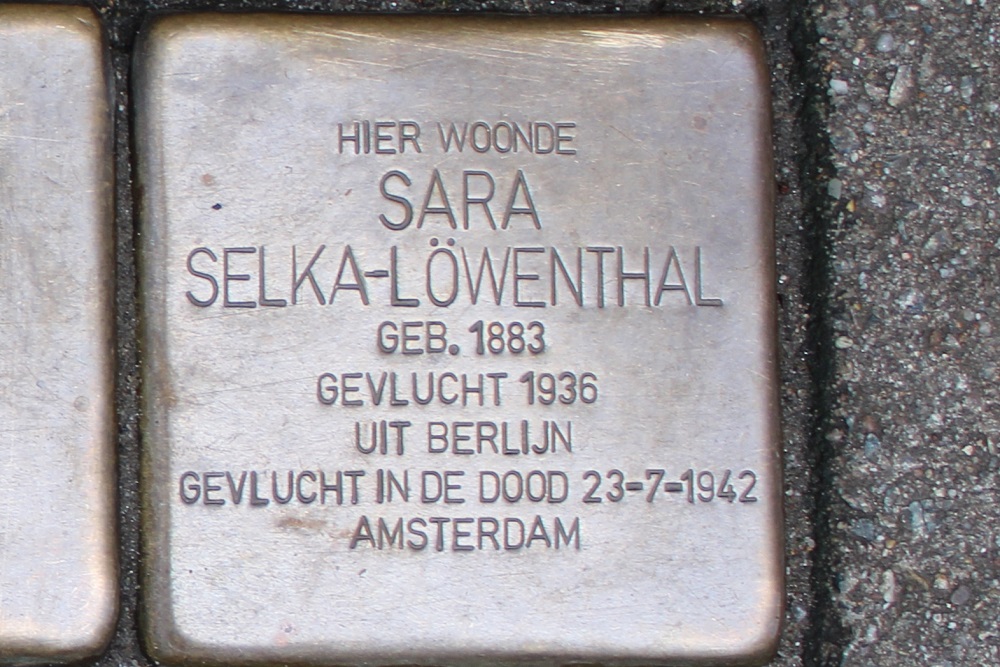 HIER WOONDE
SARA
SELKA-LÖWENTHAL
GEB. 1883
GEVLUCHT 1936
UIT BERLIJN
GEVLUCHT IN DE DOOD 23-7-1942
AMSTERDAM